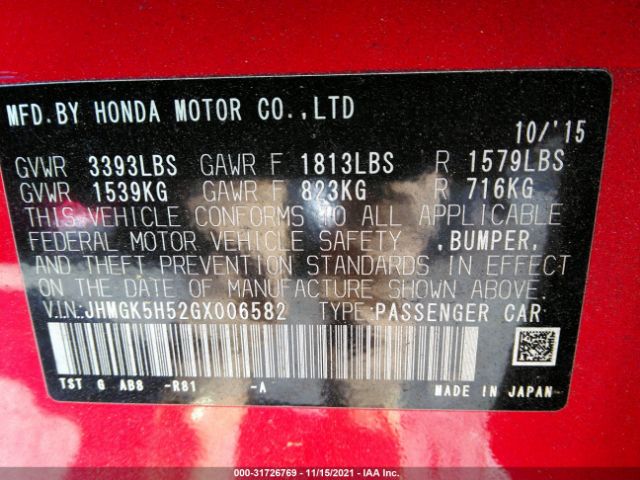 MFD.BY HONDA MOTOR CO.,LTD
10/'15
GVWR 3393LBS GAWR F 1813LBS R 1579LBS
GVWR 1539KG GAWR F 823KG R 716KG
THIS VEHICLE CONFORMS TO ALL APPLICABLE
FEDERAL MOTOR VEHICLE SAFETY ,BUMPER,
AND THEFT PREVENTION STANDARDS IN EFFECT
ON THE DATE OF MANUFACTURE SHOWN ABOVE.
V.I.N.:JHMGK5H52GX006582 TYPE:PASSENGER CAR
TST G AB8 -R81 -A MADE IN JAPAN
000-31726769 - 11/15/2021 - IAA Inc.